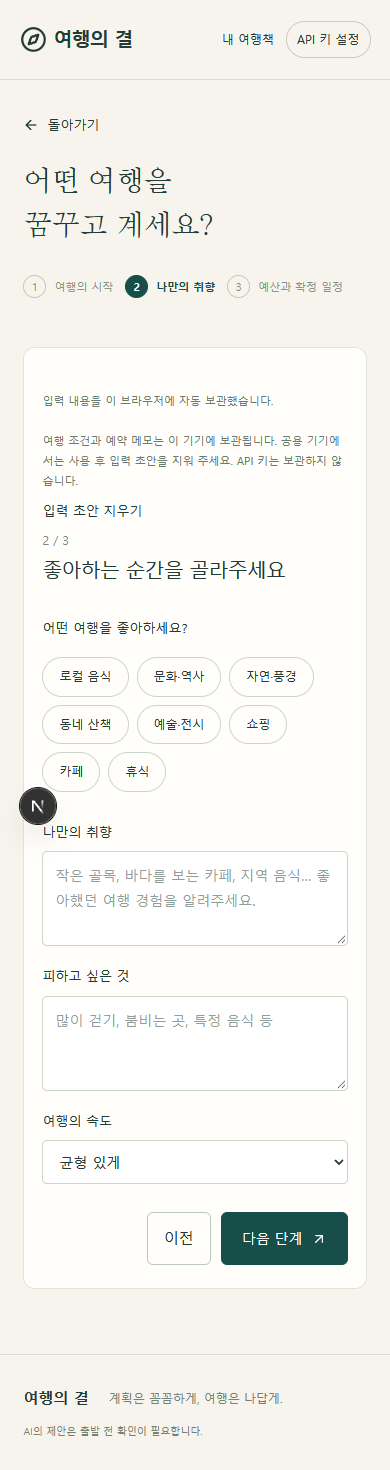 여행의 결
내 여행책
API 키 설정
돌아가기
어떤 여행을
꿈꾸고 계세요?
1 여행의 시작 2 나만의 취향 3 예산과 확정 일정
입력 내용을 이 브라우저에 자동 보관했습니다.
여행 조건과 예약 메모는 이 기기에 보관됩니다. 공용 기기에
서는 사용 후 입력 초안을 지워 주세요. API 키는 보관하지 않
습니다.
입력 초안 지우기
2 / 3
좋아하는 순간을 골라주세요
어떤 여행을 좋아하세요?
로컬 음식 문화·역사 자연·풍경
동네 산책 예술·전시 쇼핑
카페 휴식
N
나만의 취향
작은 골목, 바다를 보는 카페, 지역 음식... 좋
아했던 여행 경험을 알려주세요.
피하고 싶은 것
많이 걷기, 붐비는 곳, 특정 음식 등
여행의 속도
균형 있게
이전
다음 단계
여행의 결 계획은 꼼꼼하게, 여행은 나답게.
AI의 제안은 출발 전 확인이 필요합니다.